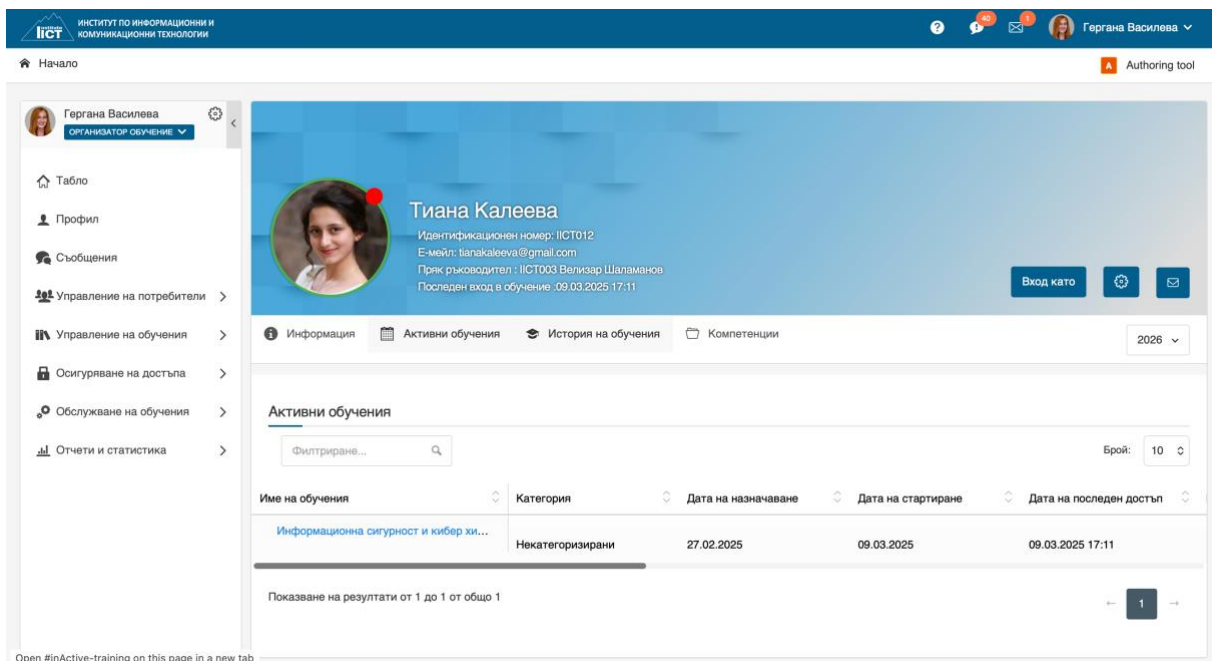 ИНСТИТУТ ПО ИНФОРМАЦИОННИ И
КОМУНИКАЦИОННИ ТЕХНОЛОГИИ
IICT
40
1
Гергана Василева
Начало
A Authoring tool
Гергана Василева
ОРГАНИЗАТОР ОБУЧЕНИЕ
Табло
Профил
Съобщения
Управление на потребители
Управление на обучения
Осигуряване на достъпа
Обслужване на обучения
Отчети и статистика
Тиана Калеева
Идентификационен номер: IICT012
Е-мейл: tianakaleeva@gmail.com
Пряк ръководител : IICT003 Велизар Шаламанов
Последен вход в обучение :09.03.2025 17:11
Вход като
Информация Активни обучения История на обучения Компетенции
2026
Активни обучения
Филтриране...
Брой: 10
Име на обучения Категория Дата на назначаване Дата на стартиране Дата на последен достъп
Информационна сигурност и кибер хи...
Некатегоризирани 27.02.2025 09.03.2025 09.03.2025 17:11
Показване на резултати от 1 до 1 от общо 1
← 1 →
Open #inActive-training on this page in a new tab